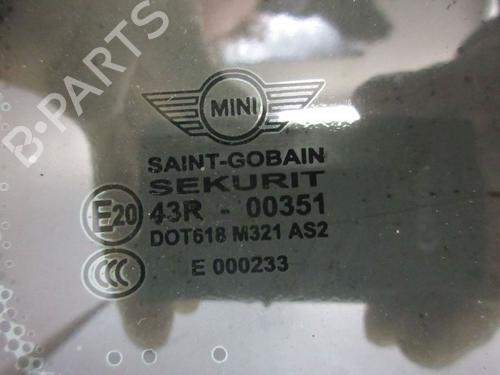 B-PARTS
MINI
SAINT-GOBAIN
SEKURIT
E20 43R - 00351
DOT618 M321 AS2
CCC E 000233